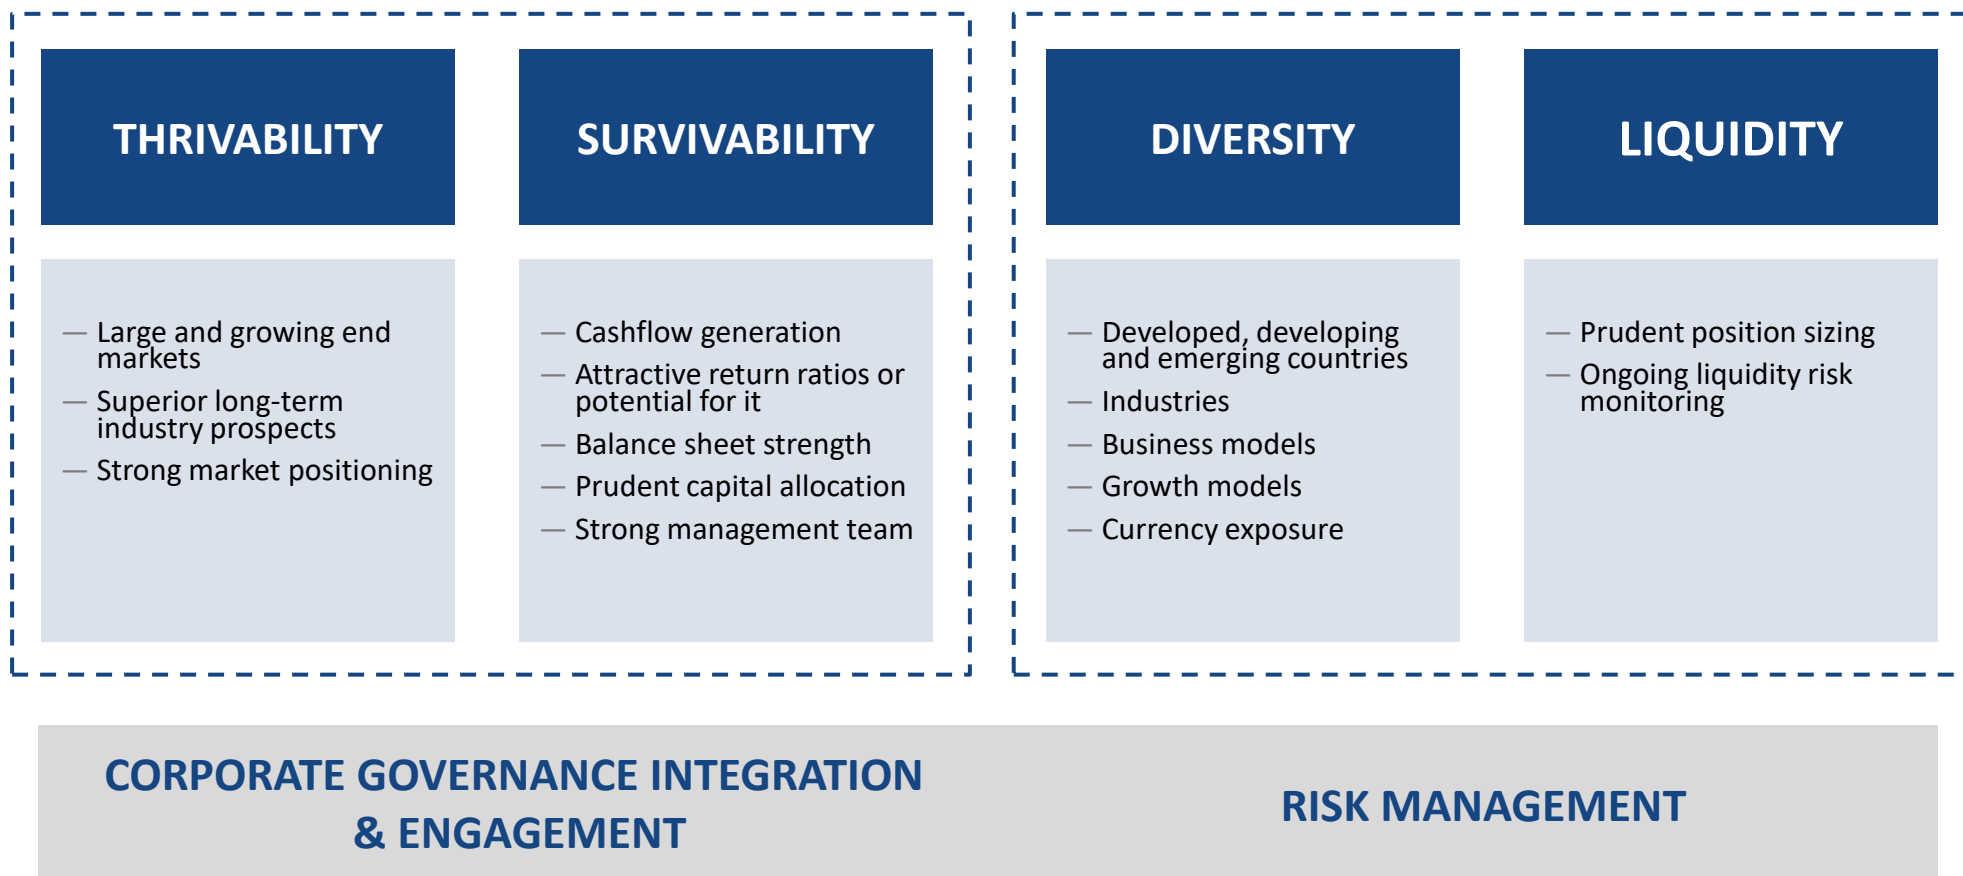 THRIVABILITY
— Large and growing end
markets
— Superior long-term
industry prospects
— Strong market positioning
SURVIVABILITY
— Cashflow generation
— Attractive return ratios or
potential for it
— Balance sheet strength
— Prudent capital allocation
— Strong management team
DIVERSITY
— Developed, developing
and emerging countries
— Industries
— Business models
— Growth models
— Currency exposure
LIQUIDITY
— Prudent position sizing
— Ongoing liquidity risk
monitoring
CORPORATE GOVERNANCE INTEGRATION
& ENGAGEMENT
RISK MANAGEMENT